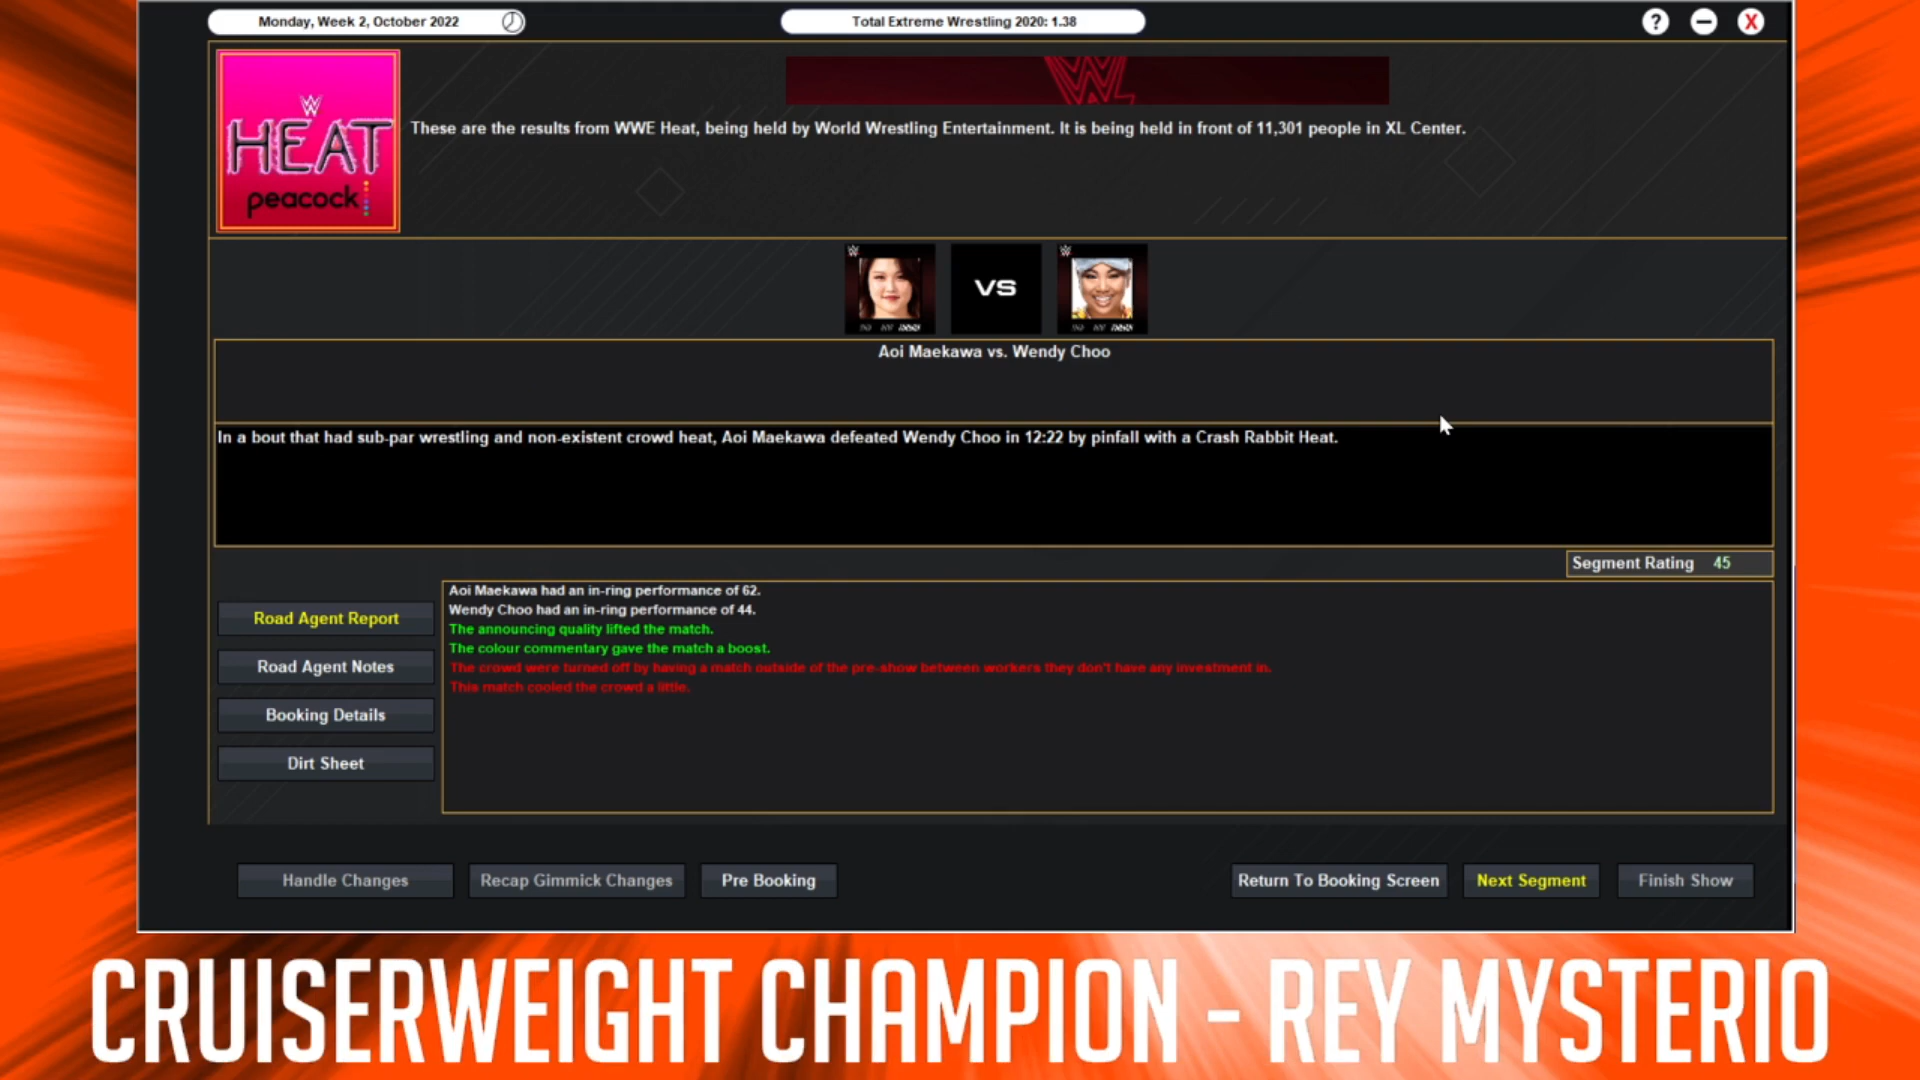 Monday, Week 2, October 2022
Total Extreme Wrestling 2020: 1.38
?
X
W
HEAT
peacock
These are the results from WWE Heat, being held by World Wrestling Entertainment. It is being held in front of 11,301 people in XL Center.
VS
Aoi Maekawa vs. Wendy Choo
In a bout that had sub-par wrestling and non-existent crowd heat, Aoi Maekawa defeated Wendy Choo in 12:22 by pinfall with a Crash Rabbit Heat.
Segment Rating 45
Aoi Maekawa had an in-ring performance of 62.
Wendy Choo had an in-ring performance of 44.
The announcing quality lifted the match.
The colour commentary gave the match a boost.
The crowd were turned off by having a match outside of the pre-show between workers they don't have any investment in.
This match cooled the crowd a little.
Road Agent Report
Road Agent Notes
Booking Details
Dirt Sheet
Handle Changes
Recap Gimmick Changes
Pre Booking
Return To Booking Screen
Next Segment
Finish Show
CRUISERWEIGHT CHAMPION - REY MYSTERIO